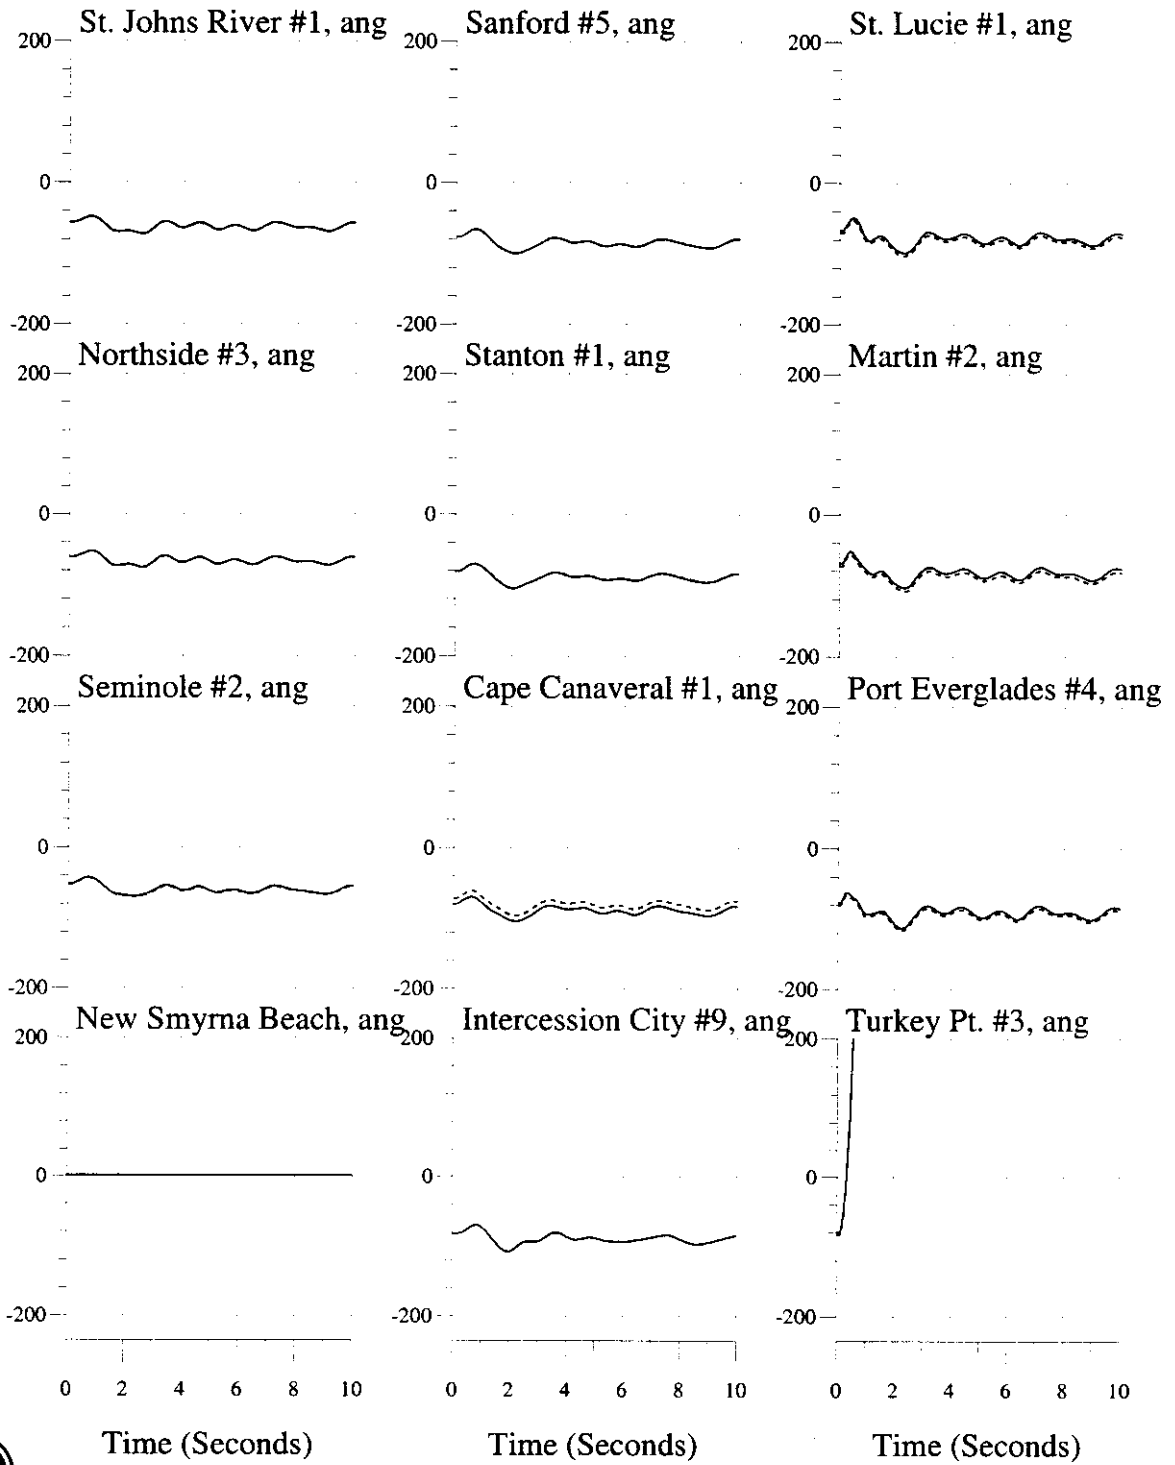 St. Johns River #1, ang Sanford #5, ang St. Lucie #1, ang
200 200 200
0 0 0
-200 -200 -200
Northside #3, ang Stanton #1, ang Martin #2, ang
200 200 200
0 0 0
-200 -200 -200
Seminole #2, ang Cape Canaveral #1, ang Port Everglades #4, ang
200 200 200
0 0 0
-200 -200 -200
New Smyrna Beach, ang Intercession City #9, ang Turkey Pt. #3, ang
200 200 200
0 0 0
-200 -200 -200
0 2 4 6 8 10 0 2 4 6 8 10 0 2 4 6 8 10
Time (Seconds) Time (Seconds) Time (Seconds)